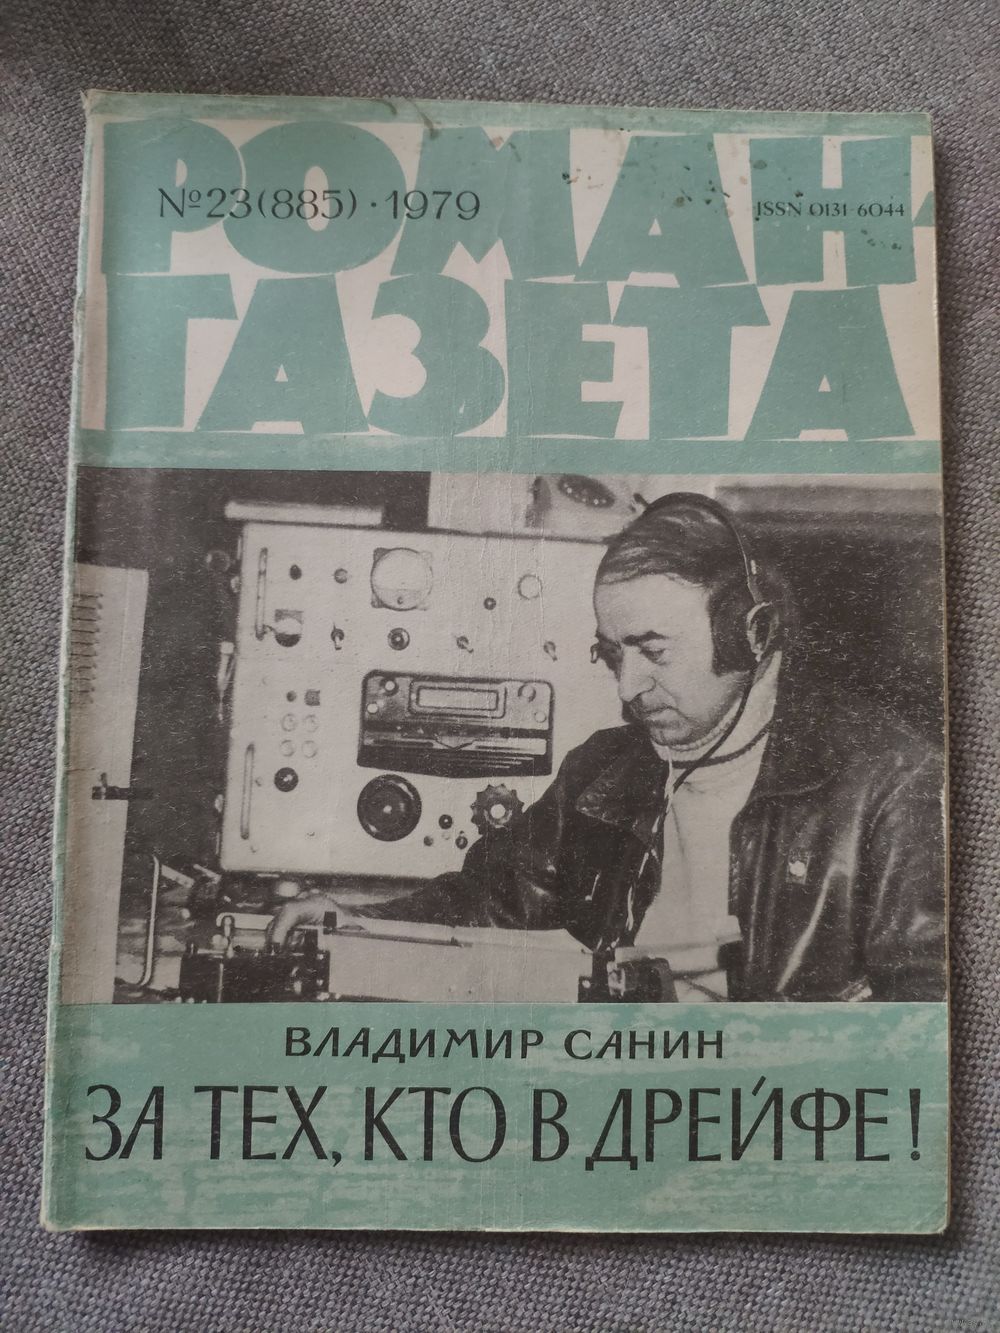 РОМАН-
№23(885)·1979
ISSN 0131-6044
ГАЗЕТА
ВЛАДИМИР САНИН
ЗА ТЕХ, КТО В ДРЕЙФЕ!